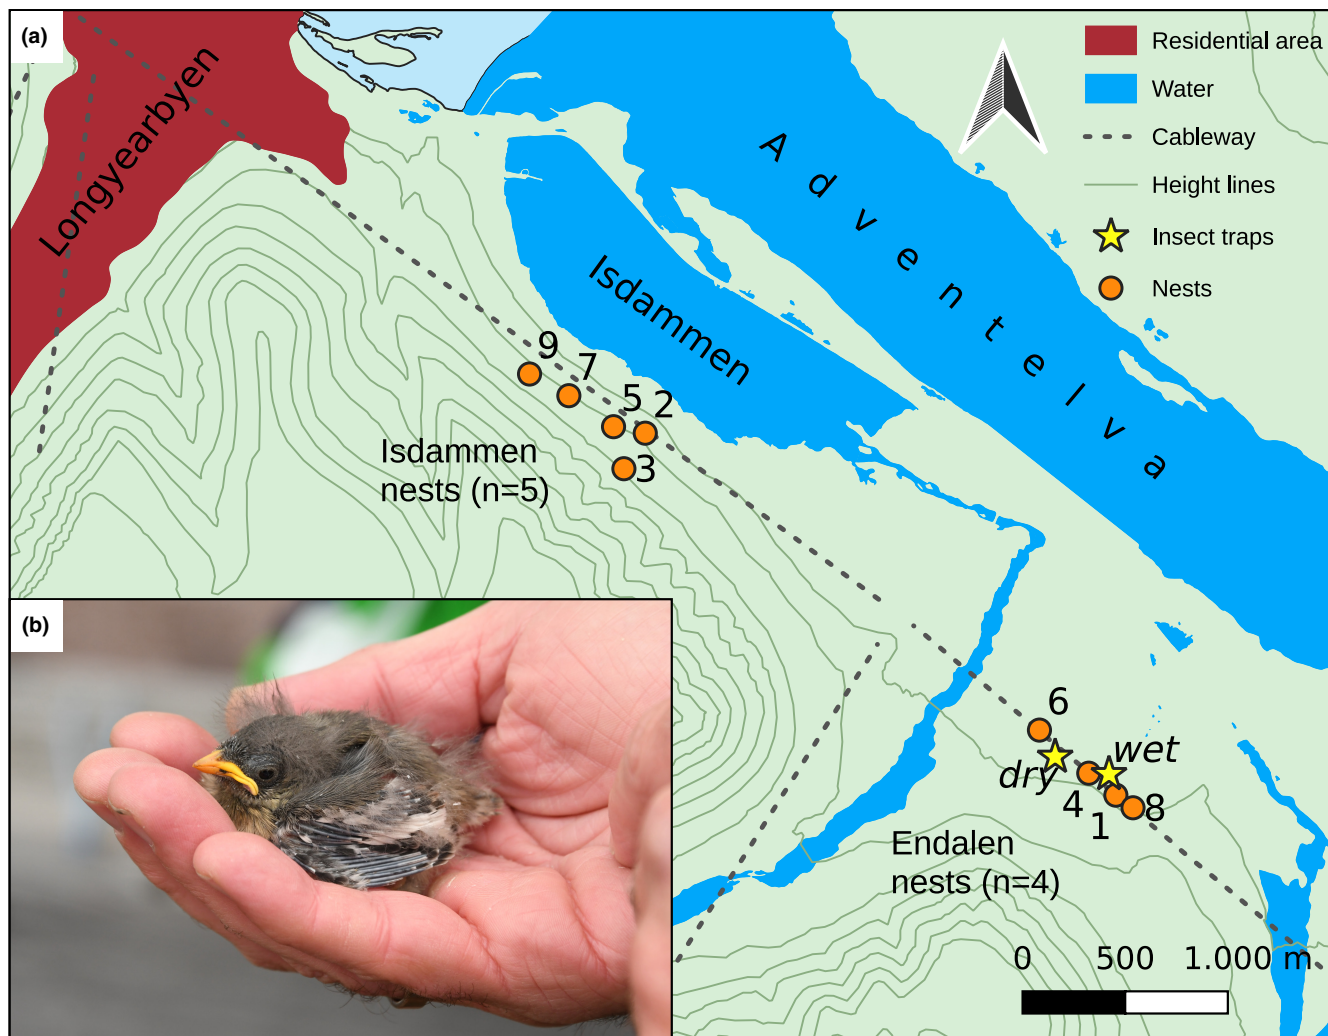 (a)
Longyearbyen
Adventelva
Isdammen
Residential area
Water
Cableway
Height lines
Insect traps
Nests
9
7
5
2
3
Isdammen
nests (n=5)
6
dry
wet
4
1
8
Endalen
nests (n=4)
0 500 1.000 m
(b)